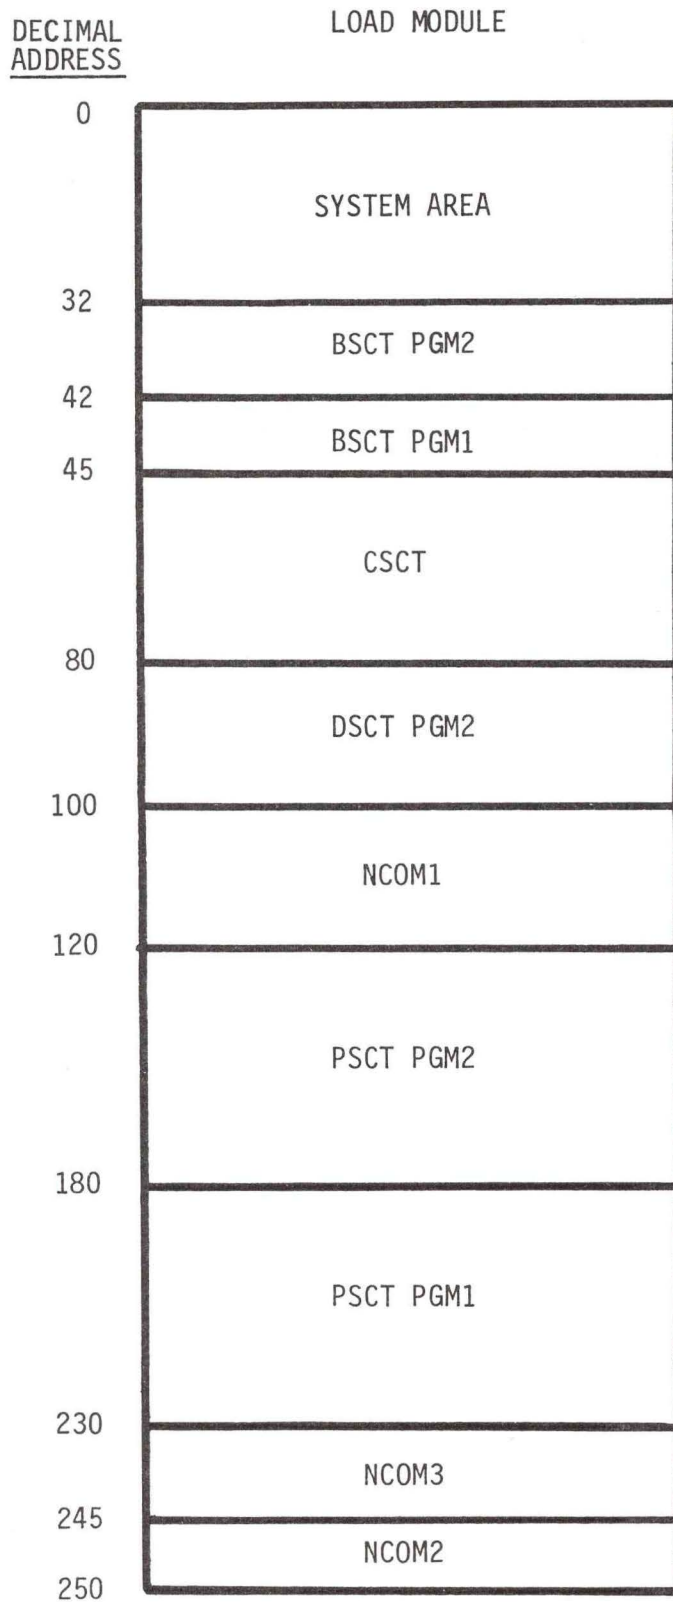 LOAD MODULE
DECIMAL
ADDRESS
0
SYSTEM AREA
32
BSCT PGM2
42
BSCT PGM1
45
CSCT
80
DSCT PGM2
100
NCOM1
120
PSCT PGM2
180
PSCT PGM1
230
NCOM3
245
NCOM2
250